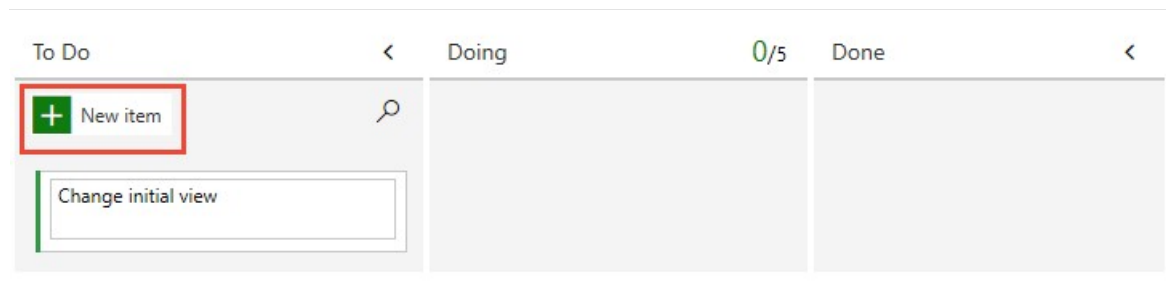 To Do < Doing 0/5 Done <
+ New item
Change initial view